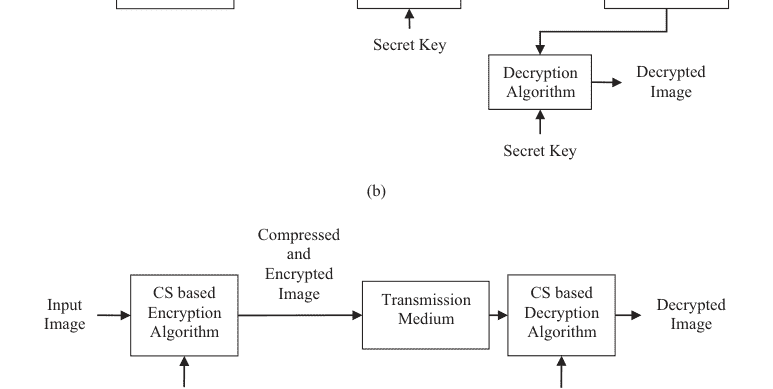 Secret Key
Decryption
Algorithm
Decrypted
Image
Secret Key
(b)
Compressed
and
Encrypted
Image
Input
Image
CS based
Encryption
Algorithm
Transmission
Medium
CS based
Decryption
Algorithm
Decrypted
Image